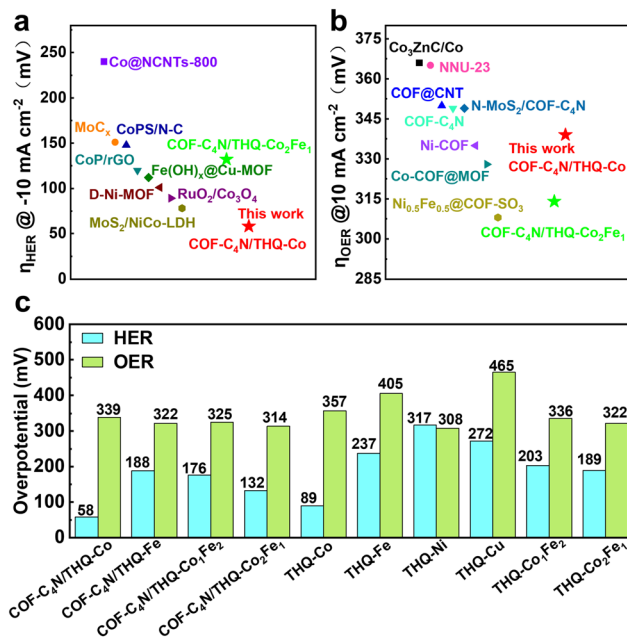 a
η_HER @ -10 mA cm⁻² (mV)
250
200
150
100
50
0
Co@NCNTs-800
MoCₓ
CoPS/N-C
COF-C₄N/THQ-Co₂Fe₁
CoP/rGO
Fe(OH)ₓ@Cu-MOF
D-Ni-MOF
RuO₂/Co₃O₄
MoS₂/NiCo-LDH
This work
COF-C₄N/THQ-Co
b
η_OER @10 mA cm⁻² (mV)
375
360
345
330
315
300
285
Co₃ZnC/Co
NNU-23
COF@CNT
N-MoS₂/COF-C₄N
COF-C₄N
Ni-COF
This work
COF-C₄N/THQ-Co
Co-COF@MOF
Ni₀.₅Fe₀.₅@COF-SO₃
COF-C₄N/THQ-Co₂Fe₁
c
Overpotential (mV)
600
500
400
300
200
100
0
HER
OER
58
339
188
322
176
325
132
314
89
357
237
405
317
308
272
465
203
336
189
322
COF-C₄N/THQ-Co
COF-C₄N/THQ-Fe
COF-C₄N/THQ-Co₁Fe₂
COF-C₄N/THQ-Co₂Fe₁
THQ-Co
THQ-Fe
THQ-Ni
THQ-Cu
THQ-Co₁Fe₂
THQ-Co₂Fe₁